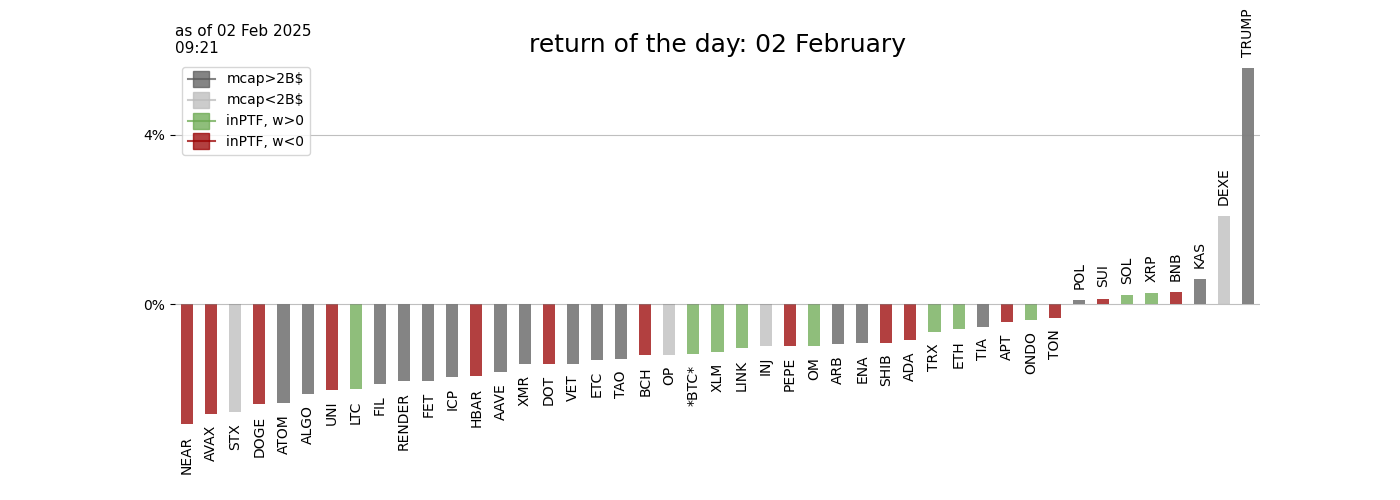 as of 02 Feb 2025
09:21
return of the day: 02 February
mcap>2B$
mcap<2B$
inPTF, w>0
inPTF, w<0
4%
0%
NEAR
AVAX
STX
DOGE
ATOM
ALGO
UNI
LTC
FIL
RENDER
FET
ICP
HBAR
AAVE
XMR
DOT
VET
ETC
TAO
BCH
OP
*BTC*
XLM
LINK
INJ
PEPE
OM
ARB
ENA
SHIB
ADA
TRX
ETH
TIA
APT
ONDO
TON
POL
SUI
SOL
XRP
BNB
KAS
DEXE
TRUMP